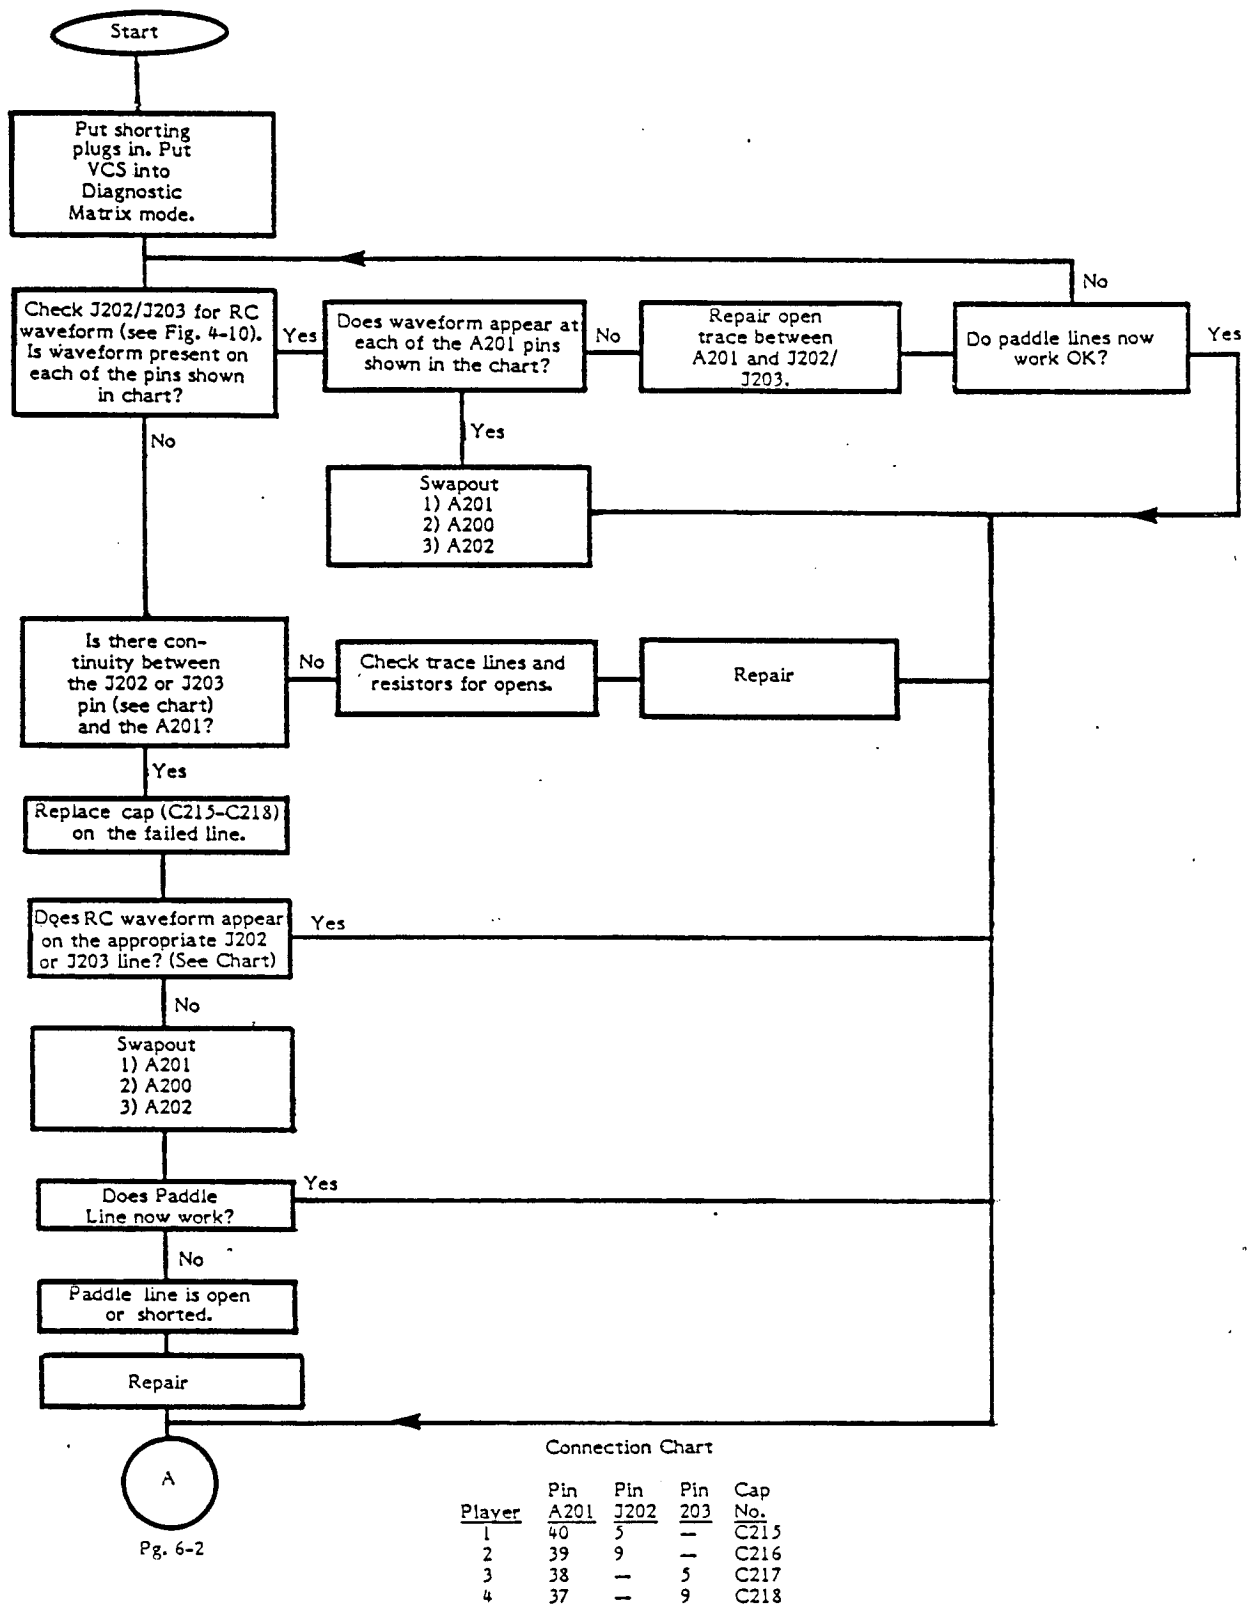 Start
Put shorting
plugs in. Put
VCS into
Diagnostic
Matrix mode.
No
Check J202/J203 for RC
waveform (see Fig. 4-10).
Is waveform present on
each of the pins shown
in chart?
Yes
Does waveform appear at
each of the A201 pins
shown in the chart?
No
Repair open
trace between
A201 and J202/
J203.
Do paddle lines now
work OK?
Yes
No
Yes
Swapout
1) A201
2) A200
3) A202
Is there con-
tinuity between
the J202 or J203
pin (see chart)
and the A201?
No
Check trace lines and
resistors for opens.
Repair
Yes
Replace cap (C215-C218)
on the failed line.
Does RC waveform appear
on the appropriate J202
or J203 line? (See Chart)
Yes
No
Swapout
1) A201
2) A200
3) A202
Does Paddle
Line now work?
Yes
No
Paddle line is open
or shorted.
Repair
A
Pg. 6-2
Connection Chart
Pin Pin Pin Cap
Player A201 J202 203 No.
1 40 5 — C215
2 39 9 — C216
3 38 — 5 C217
4 37 — 9 C218